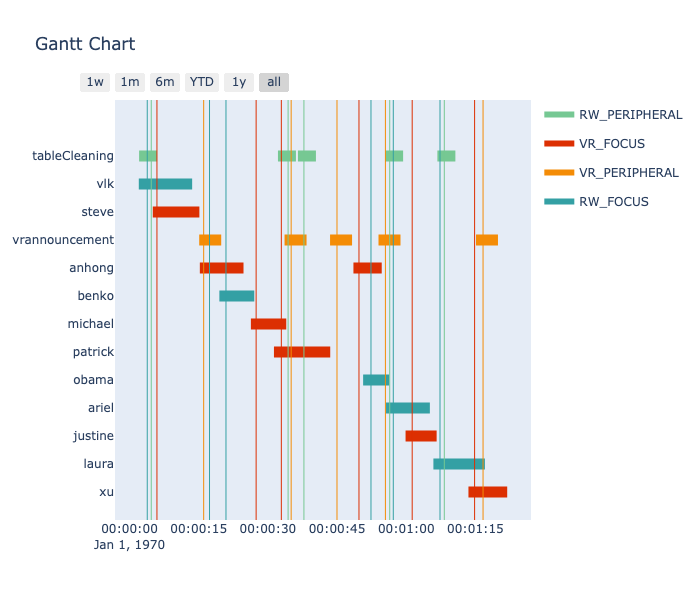 Gantt Chart
1w 1m 6m YTD 1y all
RW_PERIPHERAL
VR_FOCUS
VR_PERIPHERAL
RW_FOCUS
tableCleaning
vlk
steve
vrannouncement
anhong
benko
michael
patrick
obama
ariel
justine
laura
xu
00:00:00 00:00:15 00:00:30 00:00:45 00:01:00 00:01:15
Jan 1, 1970